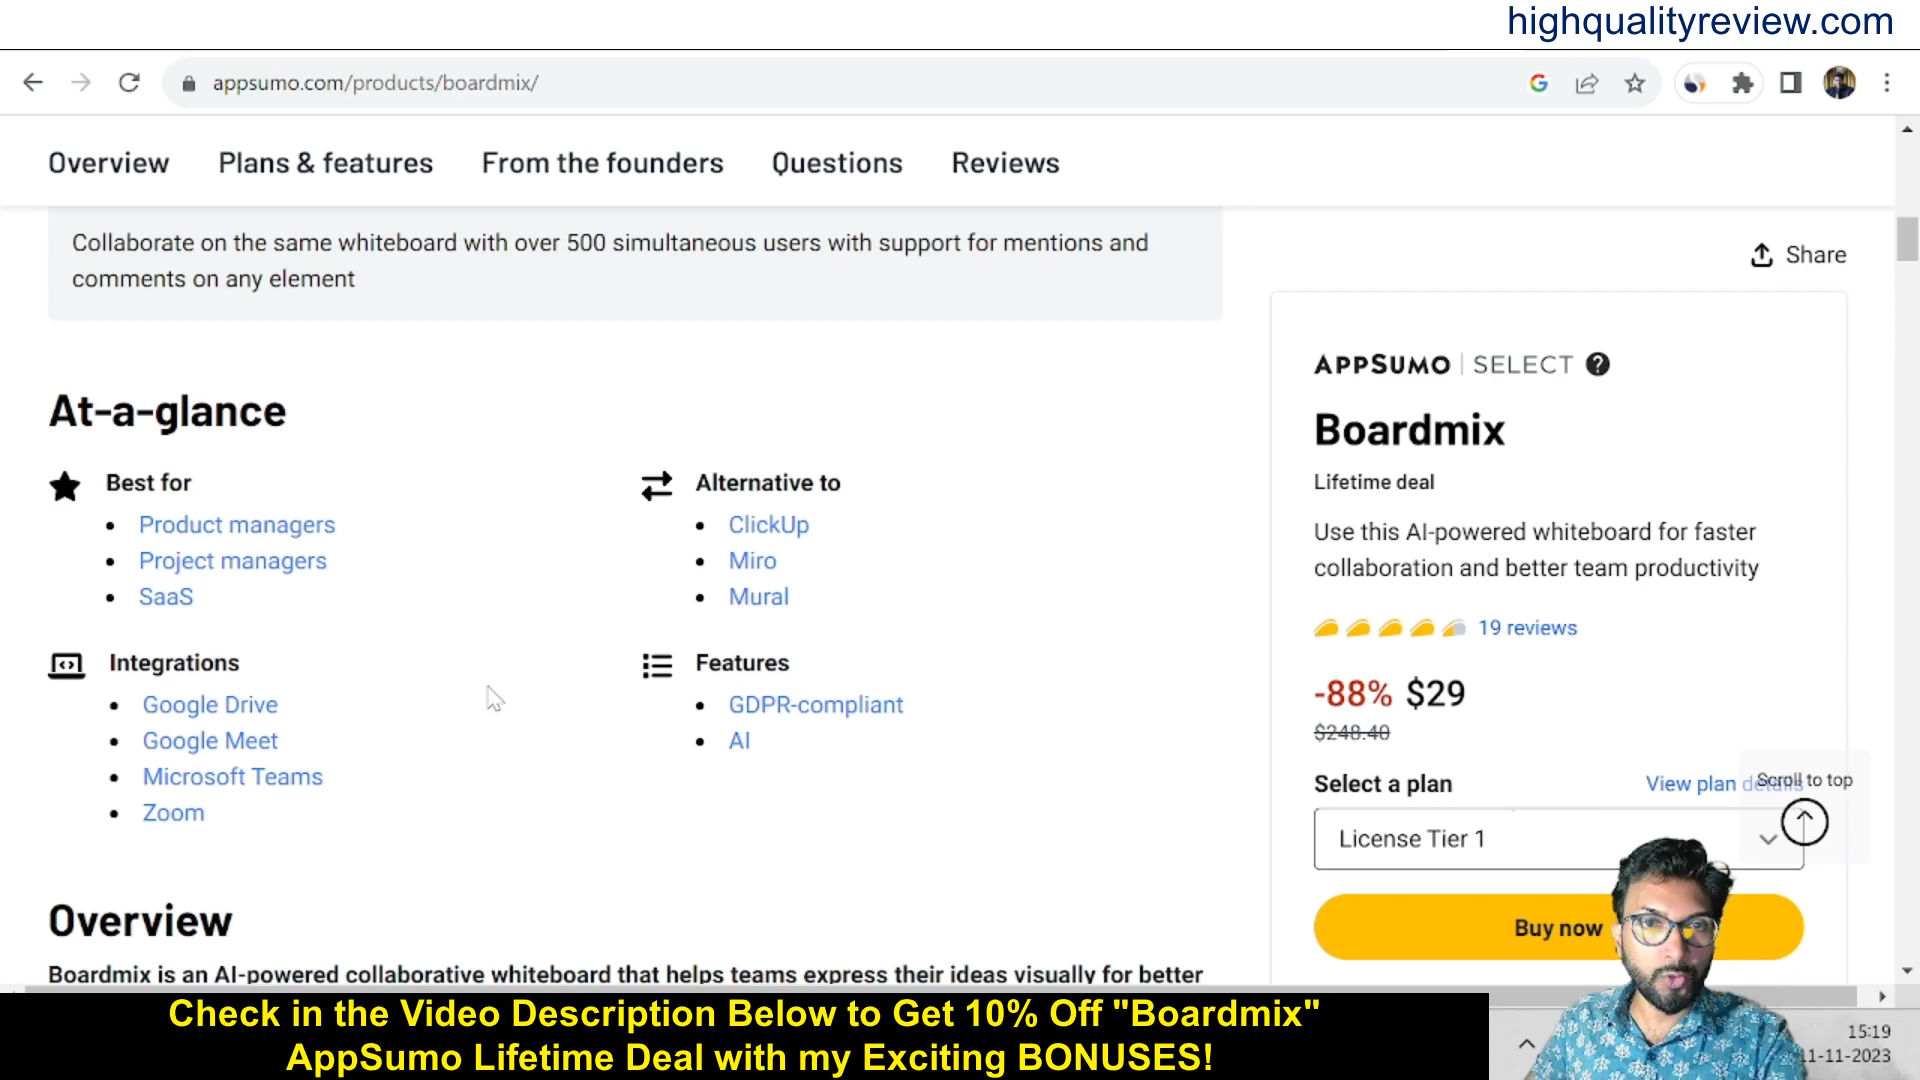 highqualityreview.com
appsumo.com/products/boardmix/
Overview
Plans & features
From the founders
Questions
Reviews
Collaborate on the same whiteboard with over 500 simultaneous users with support for mentions and
comments on any element
Share
At-a-glance
Best for
Product managers
Project managers
SaaS
Alternative to
ClickUp
Miro
Mural
Integrations
Google Drive
Google Meet
Microsoft Teams
Zoom
Features
GDPR-compliant
AI
Overview
Boardmix is an AI-powered collaborative whiteboard that helps teams express their ideas visually for better
APPSUMO | SELECT
Boardmix
Lifetime deal
Use this AI-powered whiteboard for faster
collaboration and better team productivity
19 reviews
-88% $29
$248.40
Select a plan
View plan details
Scroll to top
License Tier 1
Buy now
Check in the Video Description Below to Get 10% Off "Boardmix"
AppSumo Lifetime Deal with my Exciting BONUSES!
15:19
11-11-2023